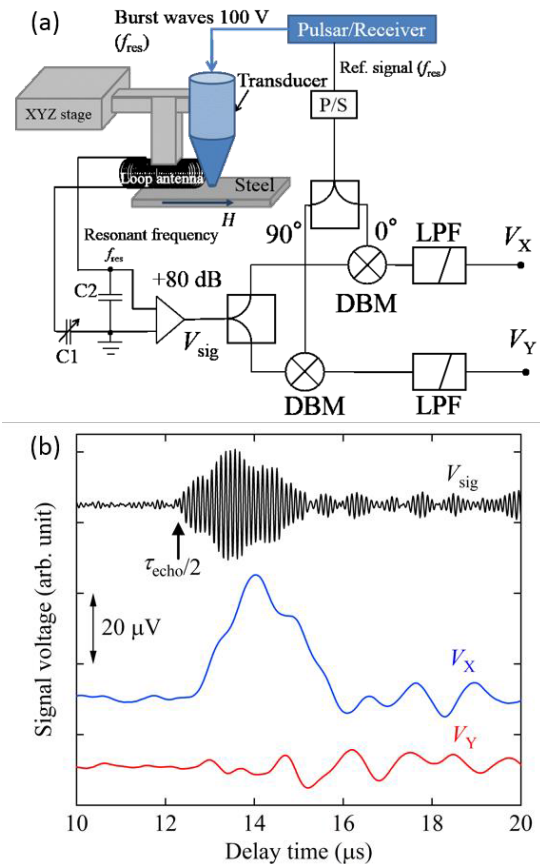 (a)
Burst waves 100 V
(fres)
Pulsar/Receiver
Transducer
Ref. signal (fres)
P/S
XYZ stage
Loop antenna
Steel
H
90°
0°
LPF
VX
Resonant frequency
fres
+80 dB
C2
DBM
Vsig
VY
C1
DBM
LPF
(b)
Vsig
τecho/2
20 μV
VX
VY
Signal voltage (arb. unit)
10
12
14
16
18
20
Delay time (μs)